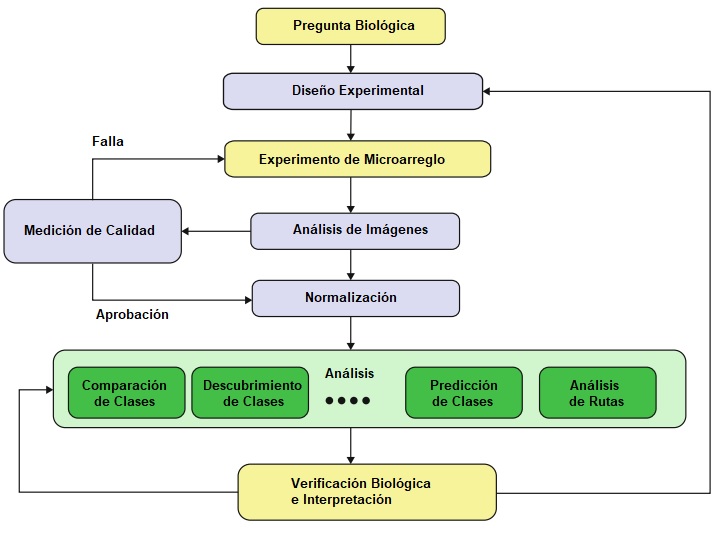 Pregunta Biológica
Diseño Experimental
Falla
Experimento de Microarreglo
Medición de Calidad
Análisis de Imágenes
Normalización
Aprobación
Análisis
Comparación
de Clases
Descubrimiento
de Clases
Predicción
de Clases
Análisis
de Rutas
Verificación Biológica
e Interpretación